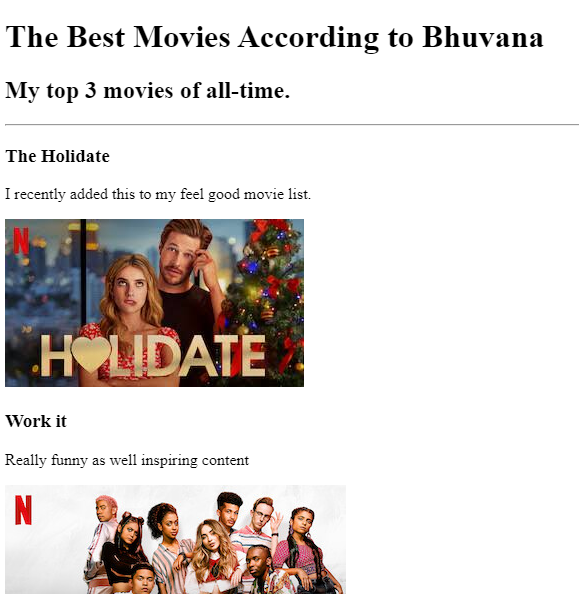 The Best Movies According to Bhuvana
My top 3 movies of all-time.
The Holidate
I recently added this to my feel good movie list.
N
HOLIDATE
Work it
Really funny as well inspiring content
N